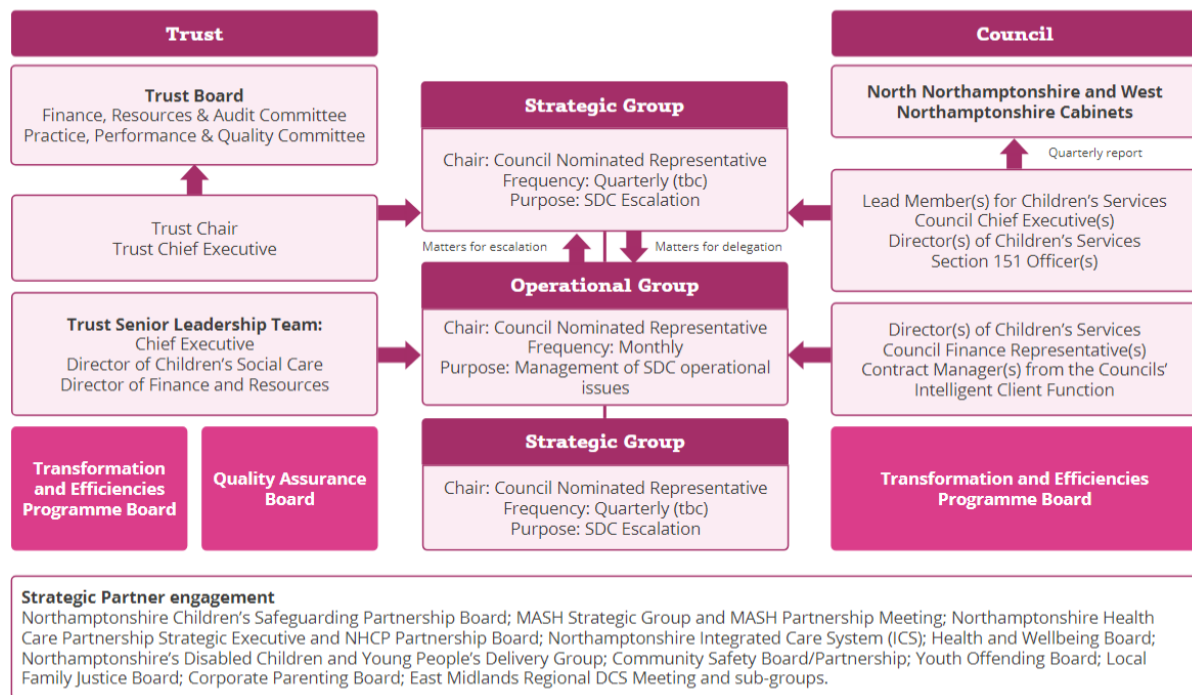 Trust
Trust Board
Finance, Resources & Audit Committee
Practice, Performance & Quality Committee
Trust Chair
Trust Chief Executive
Trust Senior Leadership Team:
Chief Executive
Director of Children's Social Care
Director of Finance and Resources
Transformation
and Efficiencies
Programme Board
Quality Assurance
Board
Strategic Group
Chair: Council Nominated Representative
Frequency: Quarterly (tbc)
Purpose: SDC Escalation
Matters for escalation
Matters for delegation
Operational Group
Chair: Council Nominated Representative
Frequency: Monthly
Purpose: Management of SDC operational
issues
Strategic Group
Chair: Council Nominated Representative
Frequency: Quarterly (tbc)
Purpose: SDC Escalation
Council
North Northamptonshire and West
Northamptonshire Cabinets
Quarterly report
Lead Member(s) for Children's Services
Council Chief Executive(s)
Director(s) of Children's Services
Section 151 Officer(s)
Director(s) of Children's Services
Council Finance Representative(s)
Contract Manager(s) from the Councils'
Intelligent Client Function
Transformation and Efficiencies
Programme Board
Strategic Partner engagement
Northamptonshire Children's Safeguarding Partnership Board; MASH Strategic Group and MASH Partnership Meeting; Northamptonshire Health
Care Partnership Strategic Executive and NHCP Partnership Board; Northamptonshire Integrated Care System (ICS); Health and Wellbeing Board;
Northamptonshire's Disabled Children and Young People's Delivery Group; Community Safety Board/Partnership; Youth Offending Board; Local
Family Justice Board; Corporate Parenting Board; East Midlands Regional DCS Meeting and sub-groups.